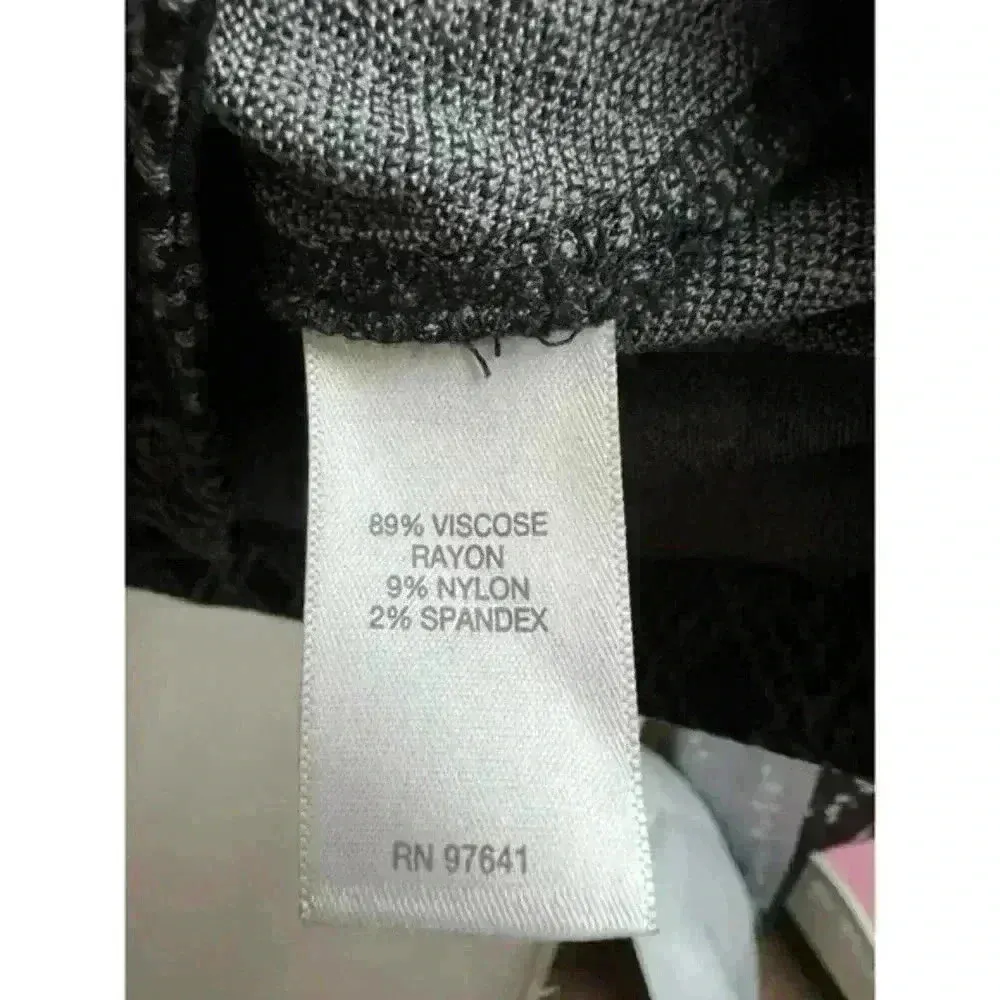 89% VISCOSE
RAYON
9% NYLON
2% SPANDEX
RN 97641